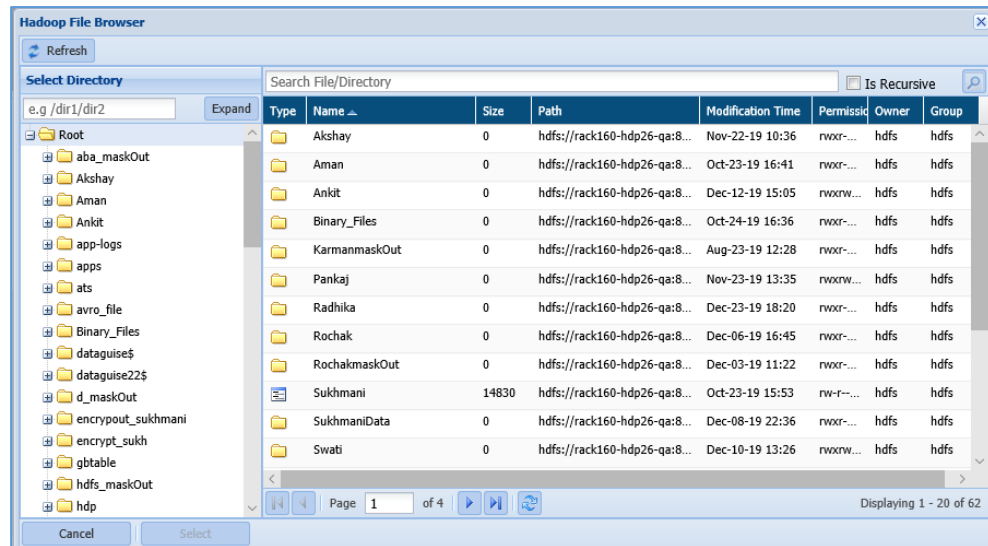 Hadoop File Browser
Refresh
Select Directory
e.g /dir1/dir2 Expand
Root
aba_maskOut
Akshay
Aman
Ankit
app-logs
apps
ats
avro_file
Binary_Files
dataguise$
dataguise22$
d_maskOut
encrypout_sukhmani
encrypt_sukh
gbtable
hdfs_maskOut
hdp
Cancel Select
Search File/Directory Is Recursive
Type Name Size Path Modification Time Permissic Owner Group
Akshay 0 hdfs://rack160-hdp26-qa:8... Nov-22-19 10:36 rwxr-... hdfs hdfs
Aman 0 hdfs://rack160-hdp26-qa:8... Oct-23-19 16:41 rwxr-... hdfs hdfs
Ankit 0 hdfs://rack160-hdp26-qa:8... Dec-12-19 15:05 rwxrw... hdfs hdfs
Binary_Files 0 hdfs://rack160-hdp26-qa:8... Oct-24-19 16:36 rwxr-... hdfs hdfs
KarmanmaskOut 0 hdfs://rack160-hdp26-qa:8... Aug-23-19 12:28 rwxr-... hdfs hdfs
Pankaj 0 hdfs://rack160-hdp26-qa:8... Nov-23-19 13:35 rwxrw... hdfs hdfs
Radhika 0 hdfs://rack160-hdp26-qa:8... Dec-23-19 18:20 rwxr-... hdfs hdfs
Rochak 0 hdfs://rack160-hdp26-qa:8... Dec-06-19 16:45 rwxr-... hdfs hdfs
RochakmaskOut 0 hdfs://rack160-hdp26-qa:8... Dec-03-19 11:22 rwxr-... hdfs hdfs
Sukhmani 14830 hdfs://rack160-hdp26-qa:8... Oct-23-19 15:53 rw-r--... hdfs hdfs
SukhmaniData 0 hdfs://rack160-hdp26-qa:8... Dec-08-19 22:36 rwxr-... hdfs hdfs
Swati 0 hdfs://rack160-hdp26-qa:8... Dec-10-19 13:26 rwxrw... hdfs hdfs
Page 1 of 4 Displaying 1 - 20 of 62